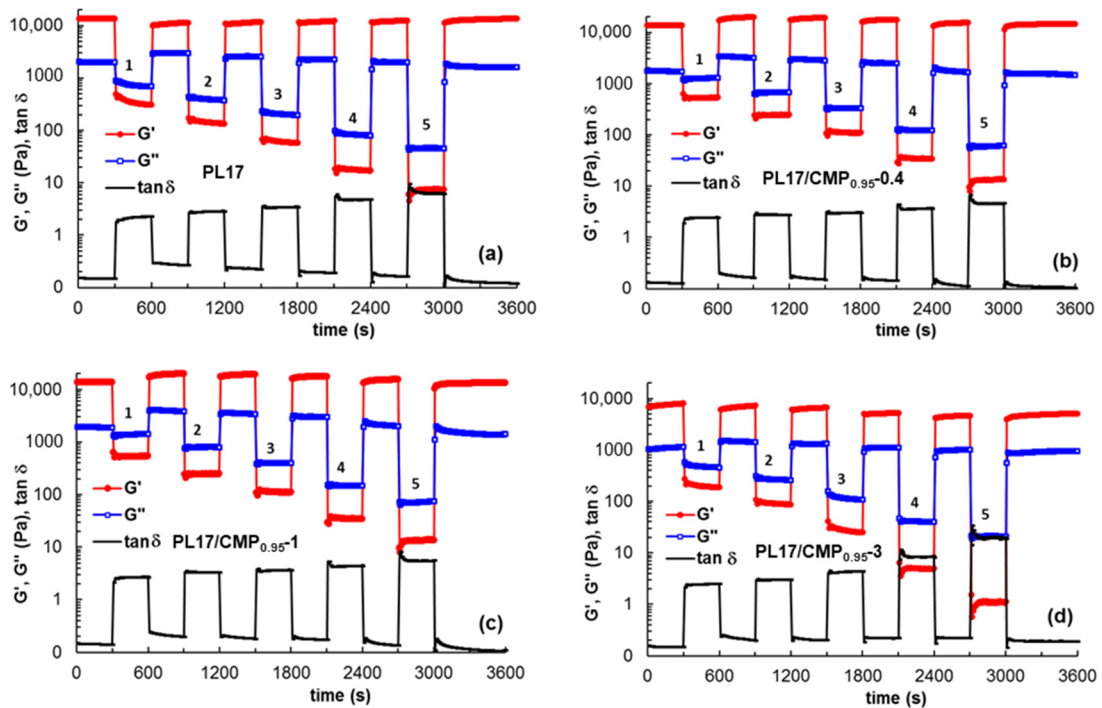 10,000
1000
100
10
1
0
G', G" (Pa), tan δ
1
2
3
4
5
G'
G"
tan δ
PL17
(a)
0 600 1200 1800 2400 3000 3600
time (s)
10,000
1000
100
10
1
0
G', G" (Pa), tan δ
1
2
3
4
5
G'
G"
tan δ
PL17/CMP0.95-0.4
(b)
0 600 1200 1800 2400 3000 3600
time (s)
10,000
1000
100
10
1
0
G', G" (Pa), tan δ
1
2
3
4
5
G'
G"
tan δ
PL17/CMP0.95-1
(c)
0 600 1200 1800 2400 3000 3600
time (s)
10,000
1000
100
10
1
0
G', G" (Pa), tan δ
1
2
3
4
5
G'
G"
tan δ
PL17/CMP0.95-3
(d)
0 600 1200 1800 2400 3000 3600
time (s)